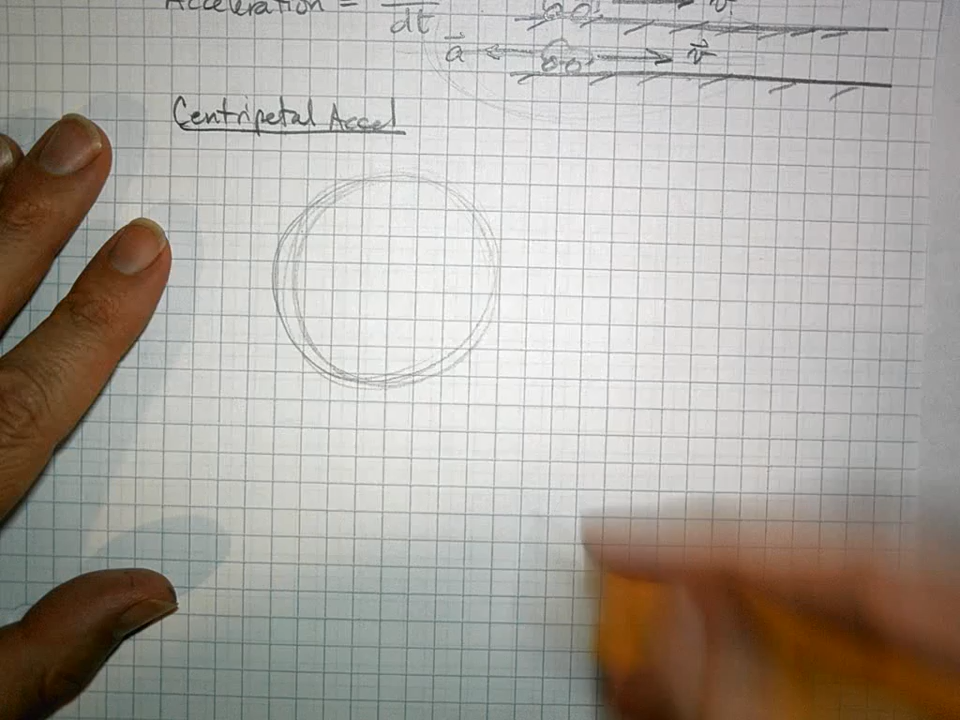 Acceleration = dt v
a v
Centripetal Accel